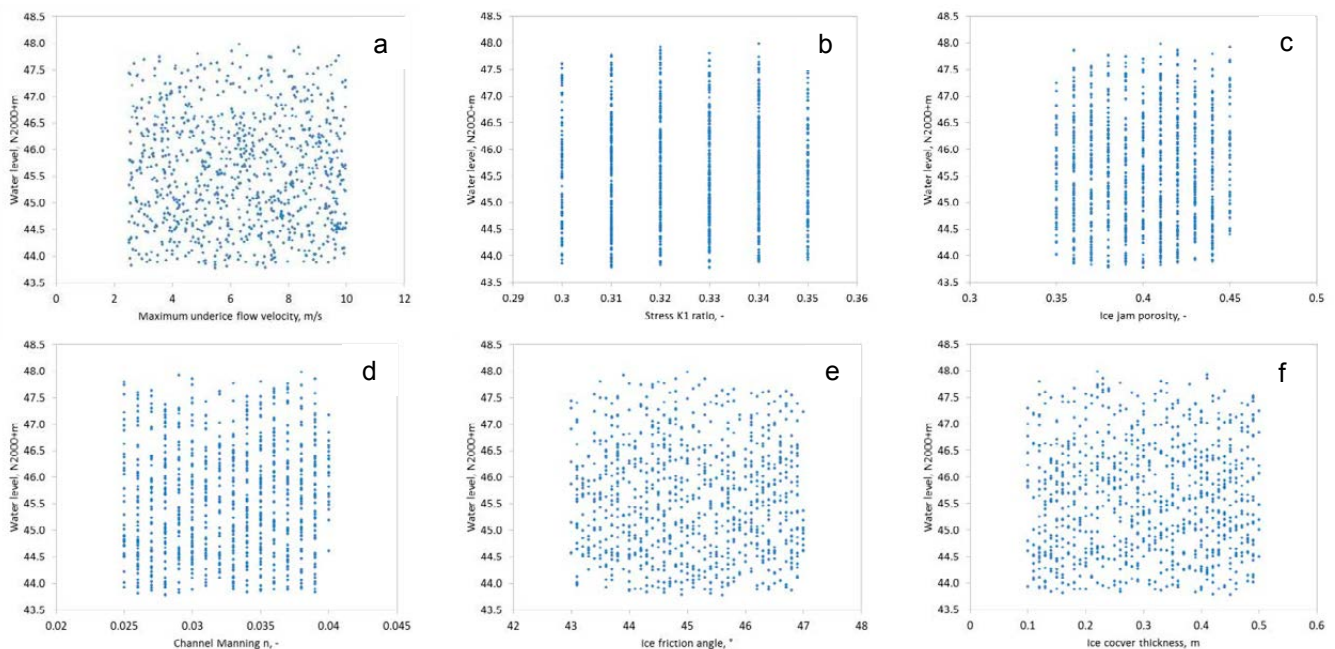 a
Water level, N2000+m
48.5
48.0
47.5
47.0
46.5
46.0
45.5
45.0
44.5
44.0
43.5
0 2 4 6 8 10 12
Maximum underice flow velocity, m/s
b
Water level, N2000+m
48.5
48.0
47.5
47.0
46.5
46.0
45.5
45.0
44.5
44.0
43.5
0.29 0.3 0.31 0.32 0.33 0.34 0.35 0.36
Stress K1 ratio, -
c
Water level, N2000+m
48.5
48.0
47.5
47.0
46.5
46.0
45.5
45.0
44.5
44.0
43.5
0.3 0.35 0.4 0.45 0.5
Ice jam porosity, -
d
Water level, N2000+m
48.5
48.0
47.5
47.0
46.5
46.0
45.5
45.0
44.5
44.0
43.5
0.02 0.025 0.03 0.035 0.04 0.045
Channel Manning n, -
e
Water level, N2000+m
48.5
48.0
47.5
47.0
46.5
46.0
45.5
45.0
44.5
44.0
43.5
42 43 44 45 46 47 48
Ice friction angle, °
f
Water level, N2000+m
48.5
48.0
47.5
47.0
46.5
46.0
45.5
45.0
44.5
44.0
43.5
0 0.1 0.2 0.3 0.4 0.5 0.6
Ice cocver thickness, m